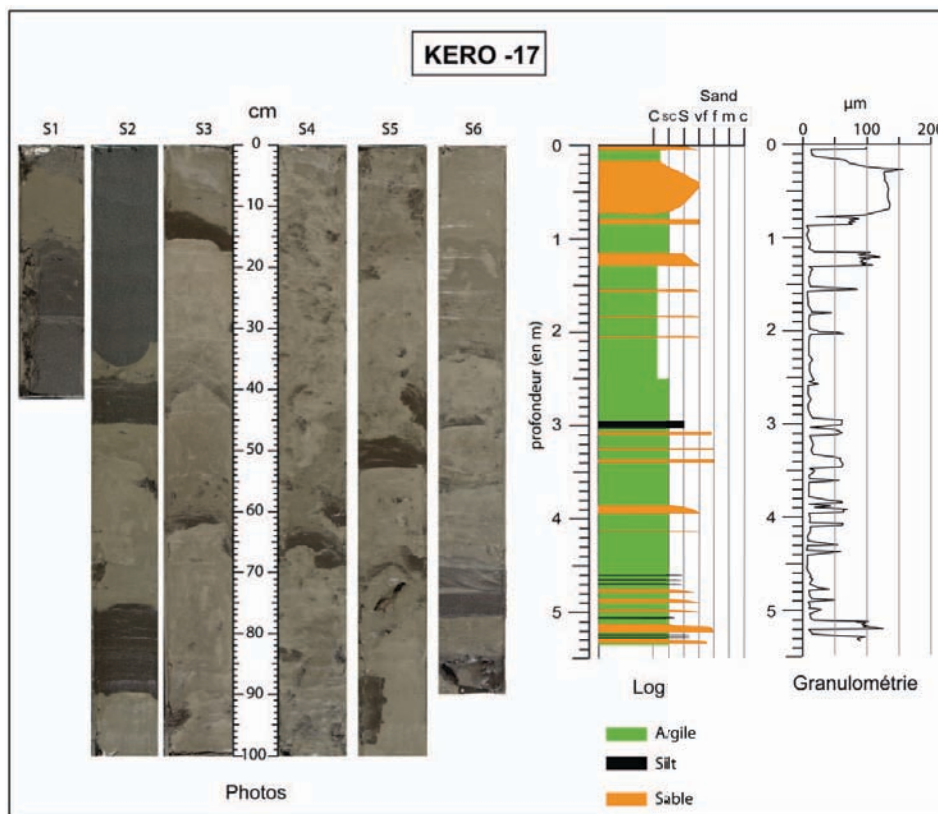 KERO -17
cm
S1 S2 S3 S4 S5 S6
0
10
20
30
40
50
60
70
80
90
100
Photos
Sand
C sc S vf f m c
profondeur (en m)
0
1
2
3
4
5
Log
Argile
Silt
Sable
µm
0 100 200
0
1
2
3
4
5
Granulométrie